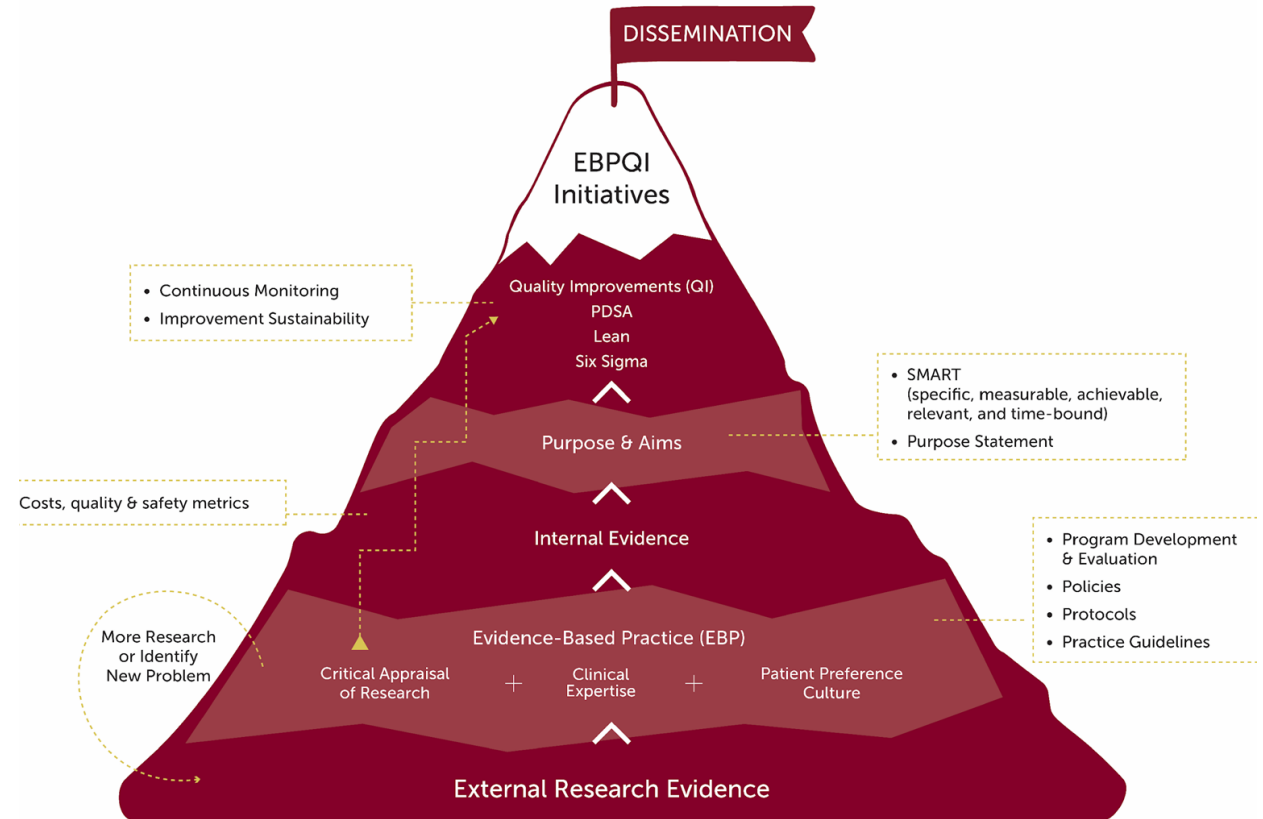 DISSEMINATION
EBPQI
Initiatives
Quality Improvements (QI)
PDSA
Lean
Six Sigma
• Continuous Monitoring
• Improvement Sustainability
• SMART
(specific, measurable, achievable,
relevant, and time-bound)
• Purpose Statement
Purpose & Aims
Costs, quality & safety metrics
Internal Evidence
• Program Development
& Evaluation
• Policies
• Protocols
• Practice Guidelines
More Research
or Identify
New Problem
Evidence-Based Practice (EBP)
Critical Appraisal
of Research
+
Clinical
Expertise
+
Patient Preference
Culture
External Research Evidence